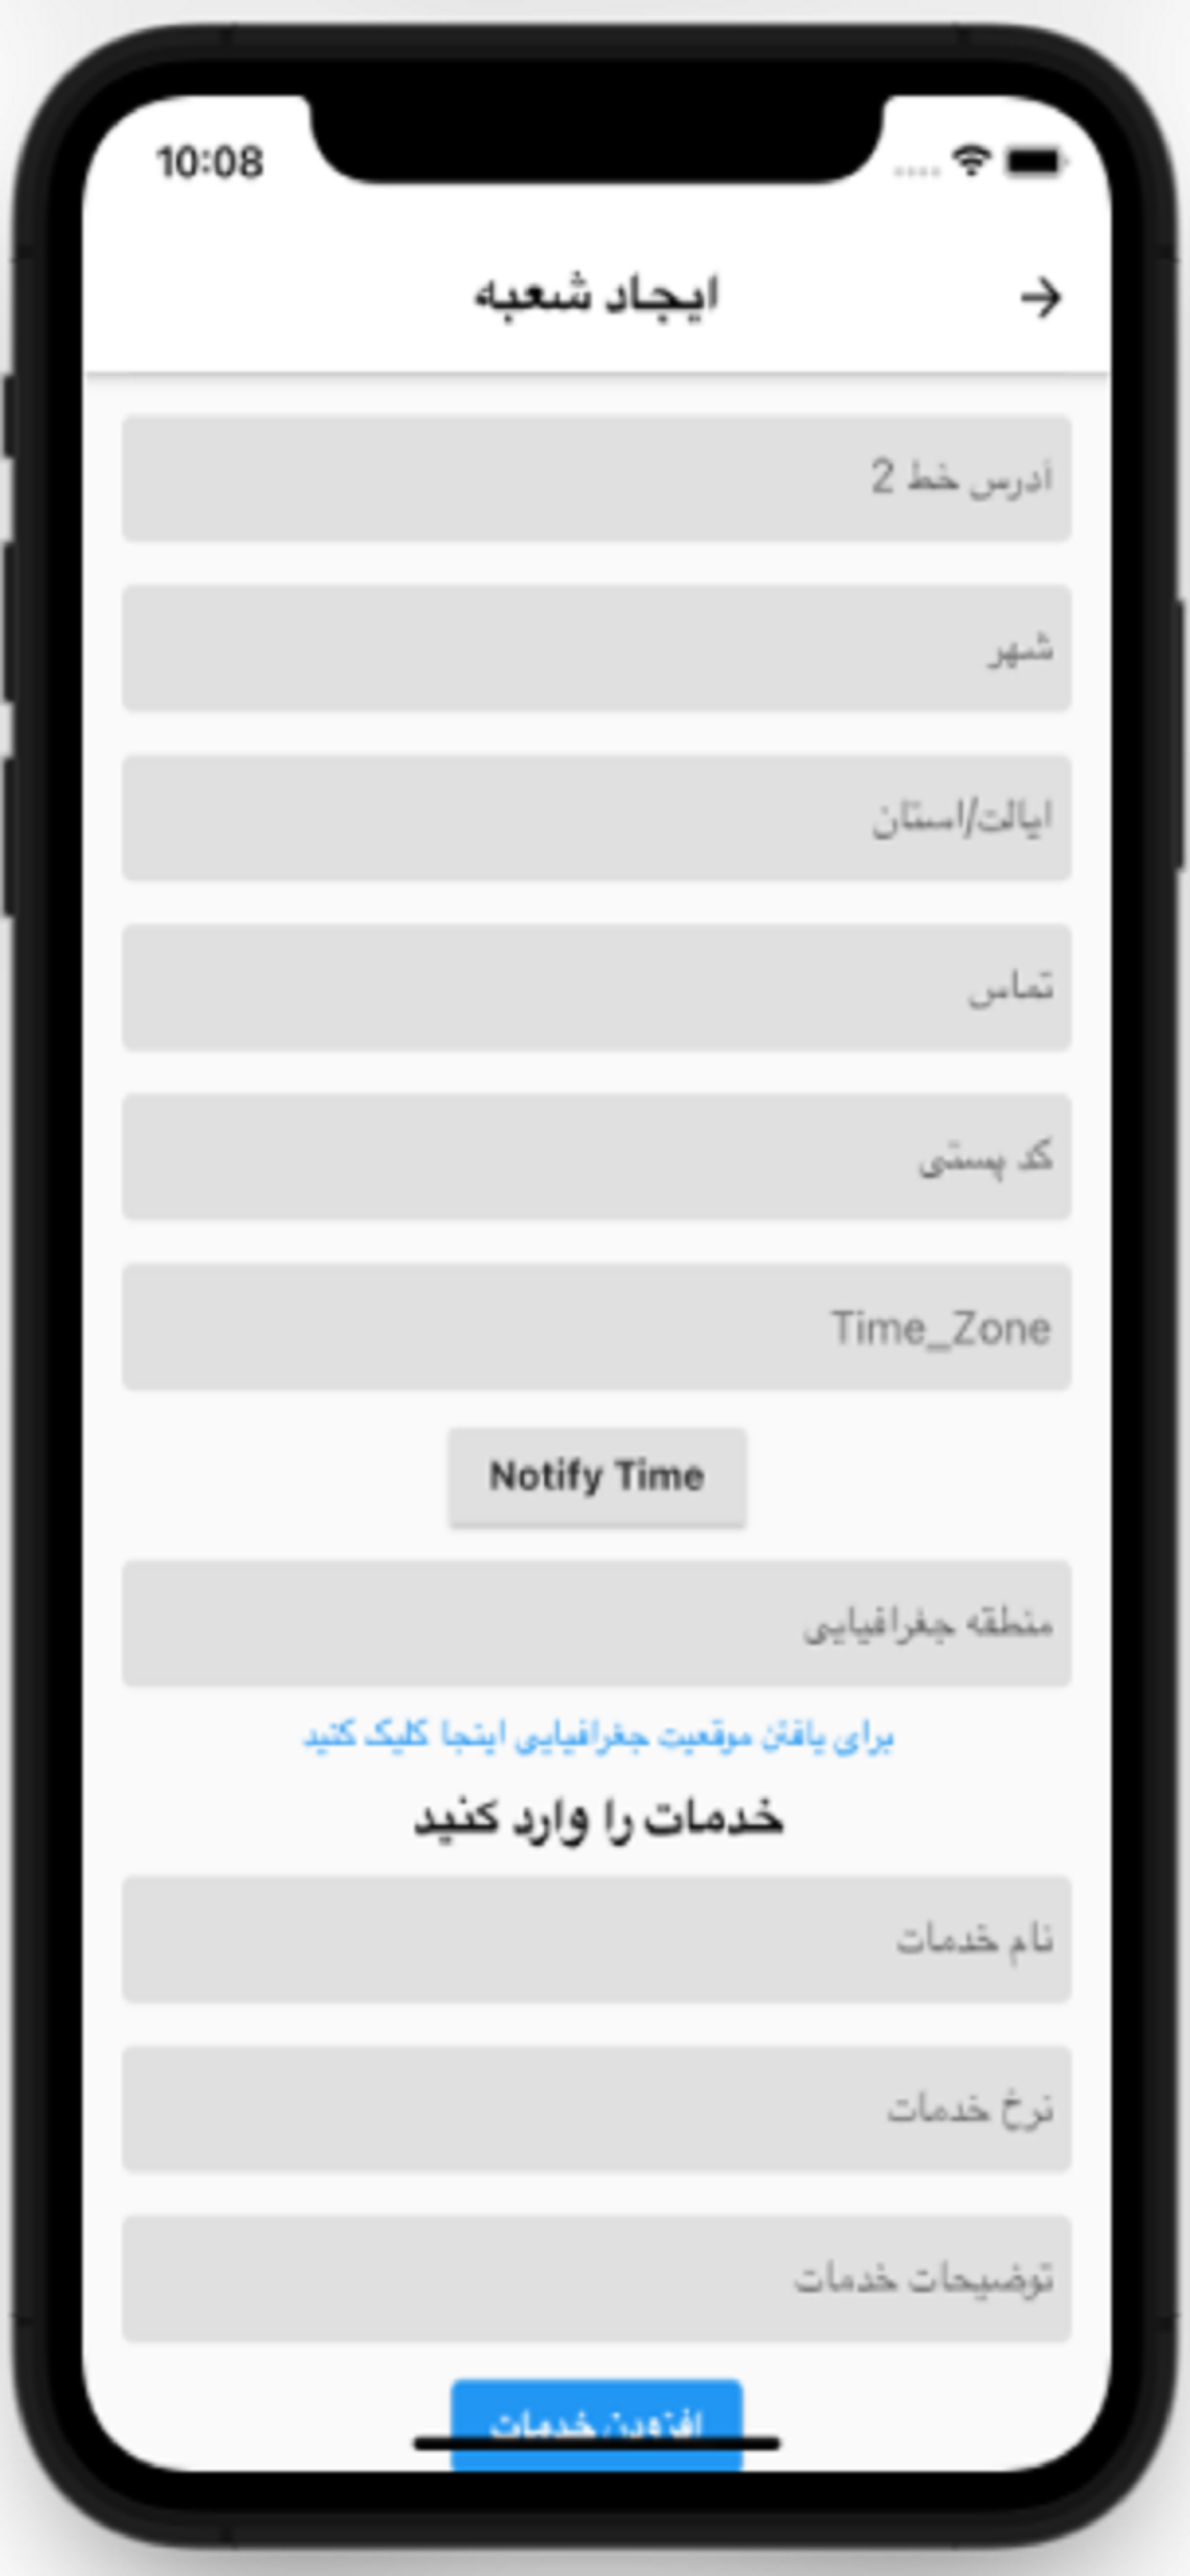 10:08
ایجاد شعبه
آدرس خط 2
شهر
ایالت/استان
تماس
کد پستی
Time_Zone
Notify Time
منطقه جغرافیایی
برای یافتن موقعیت جغرافیایی اینجا کلیک کنید
خدمات را وارد کنید
نام خدمات
نرخ خدمات
توضیحات خدمات
افزودن خدمات